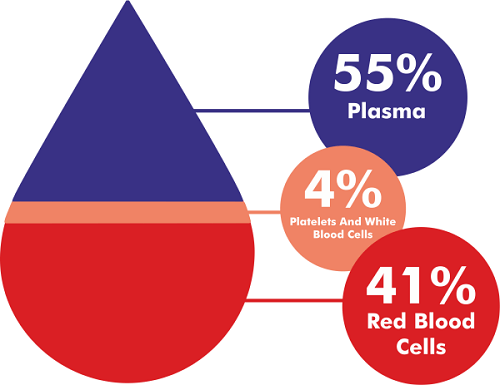 55%
Plasma
4%
Platelets And White
Blood Cells
41%
Red Blood
Cells